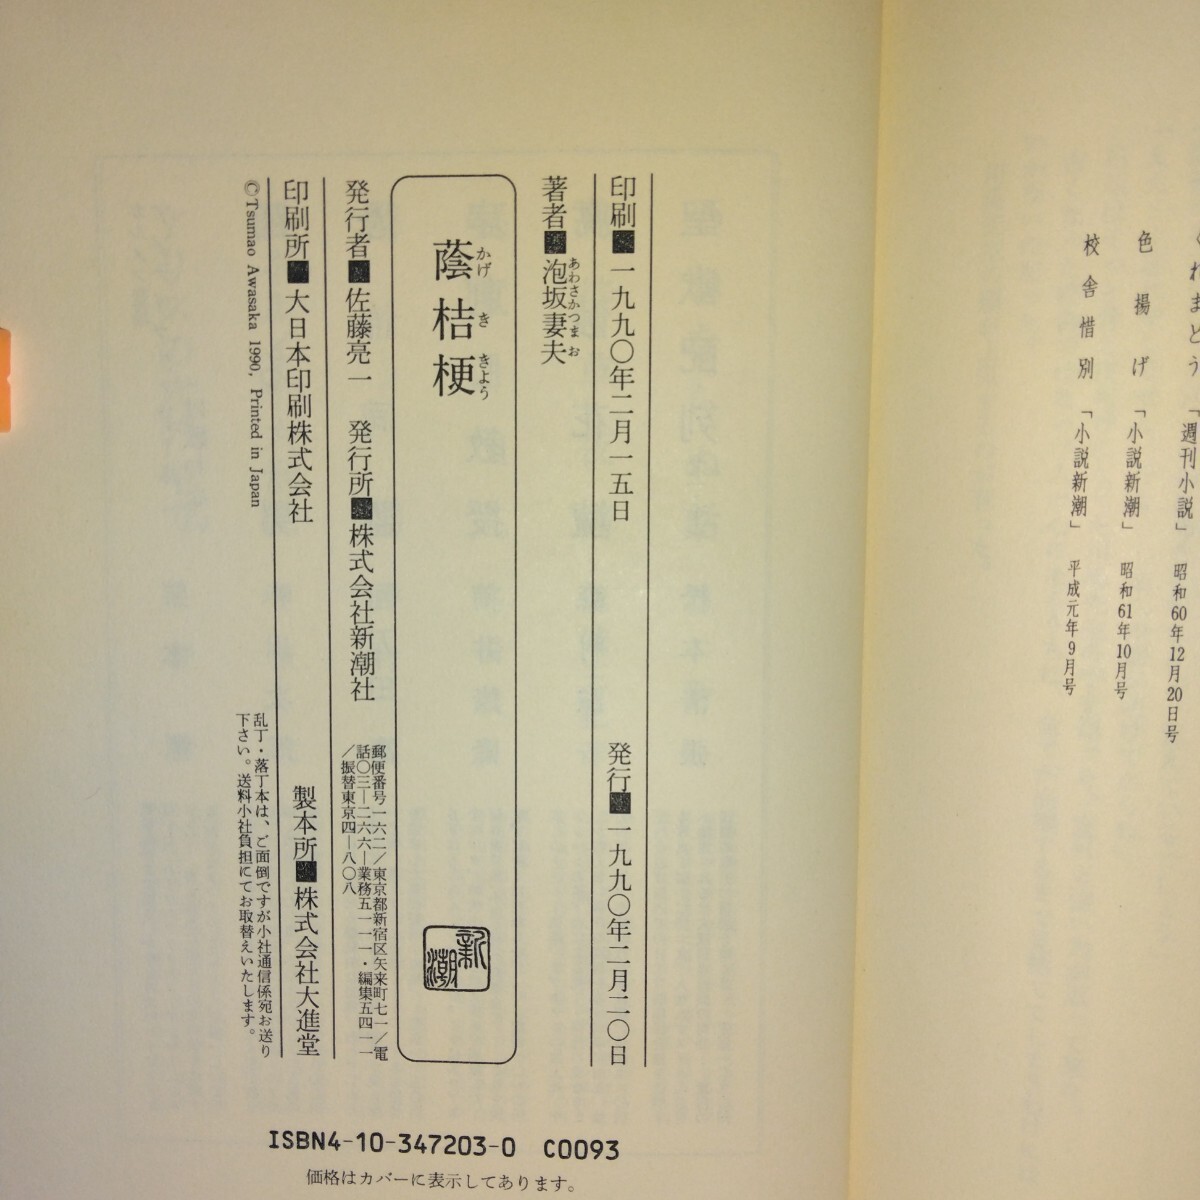 くれまどう 「週刊小説」 昭和60年12月20日号
色揚げ 「小説新潮」 昭和61年10月号
校舎惜別 「小説新潮」 平成元年9月号
印刷■一九九〇年二月一五日 発行■一九九〇年二月二〇日
著者■泡坂妻夫
あわさかつまお
蔭桔梗
かげききよう
新潮
発行者■佐藤亮一 発行所■株式会社新潮社
郵便番号一六二/東京都新宿区矢来町七一/電
話〇三―二六六―業務五一一一・編集五四一一
/振替東京四―八〇八
印刷所■大日本印刷株式会社 製本所■株式会社大進堂
乱丁・落丁本は、ご面倒ですが小社通信係宛お送り
下さい。送料小社負担にてお取替えいたします。
©Tsumao Awasaka 1990, Printed in Japan
ISBN4-10-347203-0 C0093
価格はカバーに表示してあります。